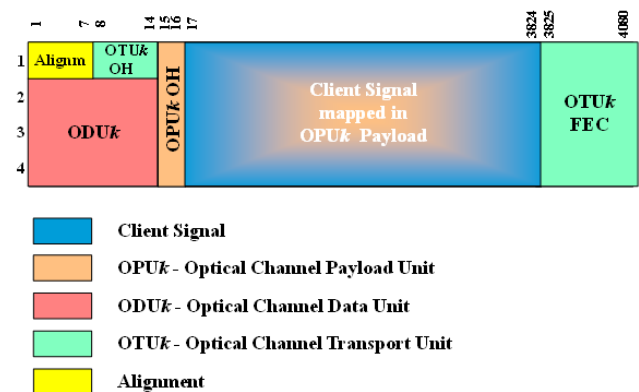 1 7 8 14 15 16 17 3824 3825 4080
1
2
3
4
Alignm
OTUk
OH
ODUk
OPUk OH
Client Signal
mapped in
OPUk Payload
OTUk
FEC
Client Signal
OPUk - Optical Channel Payload Unit
ODUk - Optical Channel Data Unit
OTUk - Optical Channel Transport Unit
Alignment